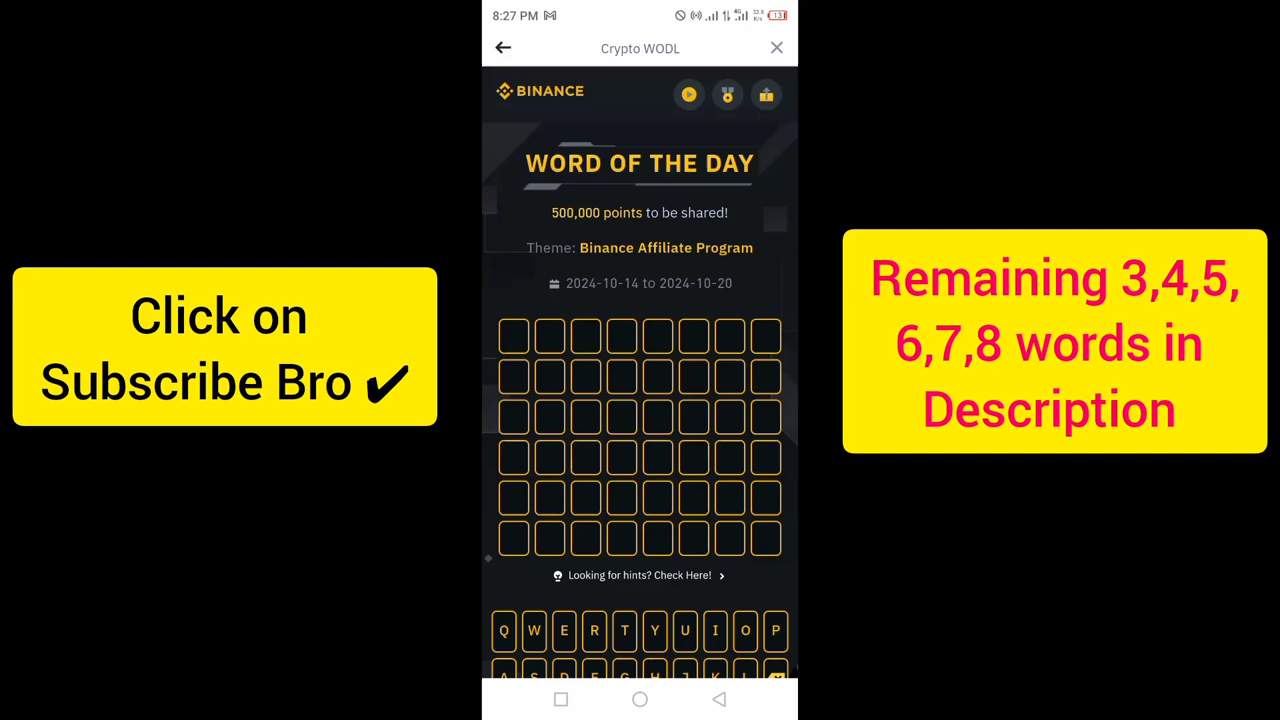 8:27 PM
13
Crypto WODL
BINANCE
WORD OF THE DAY
500,000 points to be shared!
Theme: Binance Affiliate Program
2024-10-14 to 2024-10-20
Click on
Subscribe Bro ✔
Remaining 3,4,5,
6,7,8 words in
Description
Looking for hints? Check Here!
Q W E R T Y U I O P